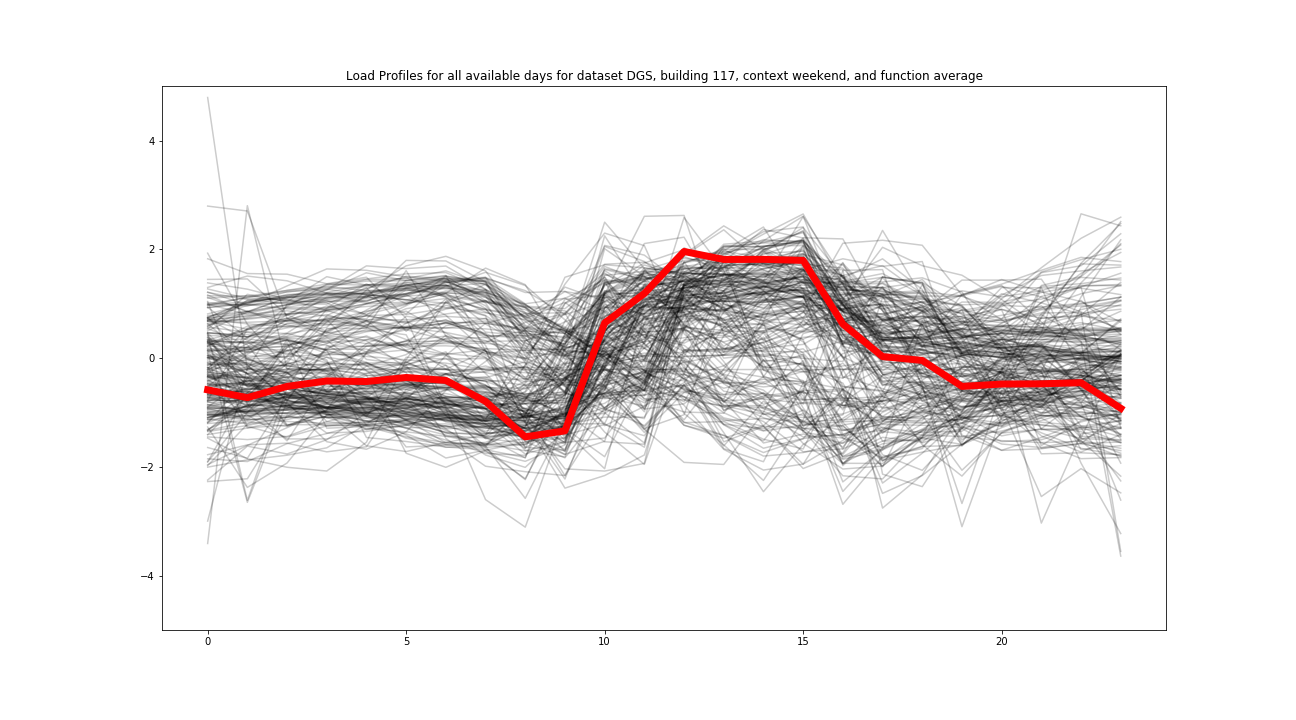 Load Profiles for all available days for dataset DGS, building 117, context weekend, and function average
4
2
0
−2
−4
0 5 10 15 20